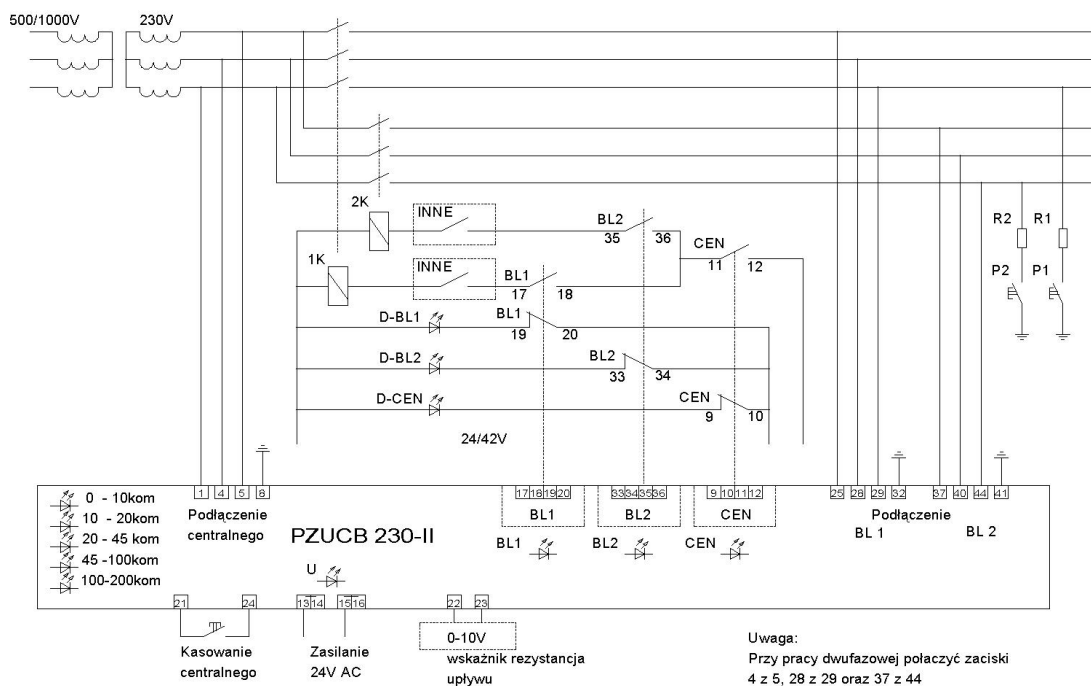 500/1000V 230V
2K INNE BL2
35 36
CEN
11 12
1K INNE BL1
17 18
D-BL1 BL1
19 20
D-BL2 BL2
33 34
D-CEN CEN
9 10
24/42V
R2 R1
P2 P1
1 4 5 8 17 18 19 20 33 34 35 36 9 10 11 12 25 28 29 32 37 40 44 41
0 - 10kom
10 - 20kom
20 - 45 kom
45 -100kom
100-200kom
Podłączenie
centralnego
PZUCB 230-II
U
BL1 BL2 CEN
BL1 BL2 CEN
Podłączenie
BL 1 BL 2
21 24 13 14 15 16 22 23
Kasowanie
centralnego
Zasilanie
24V AC
0-10V
wskaźnik rezystancja
upływu
Uwaga:
Przy pracy dwufazowej połaczyć zaciski
4 z 5, 28 z 29 oraz 37 z 44